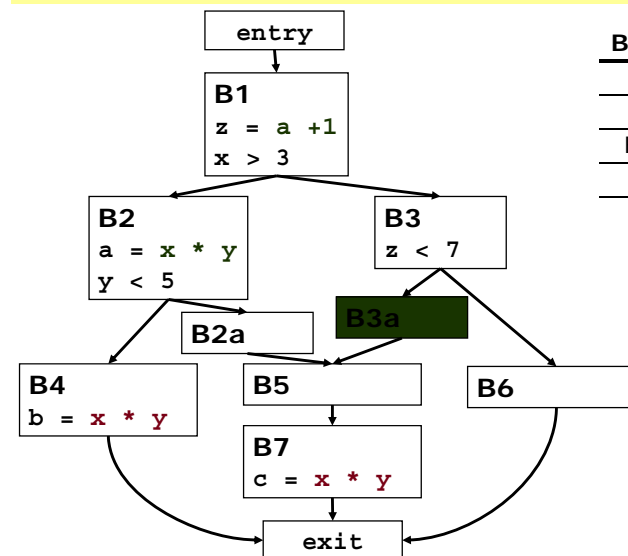 entry
B
B1
z = a +1
x > 3
B2
a = x * y
y < 5
B3
z < 7
B2a
B3a
B4
b = x * y
B5
B6
B7
c = x * y
exit